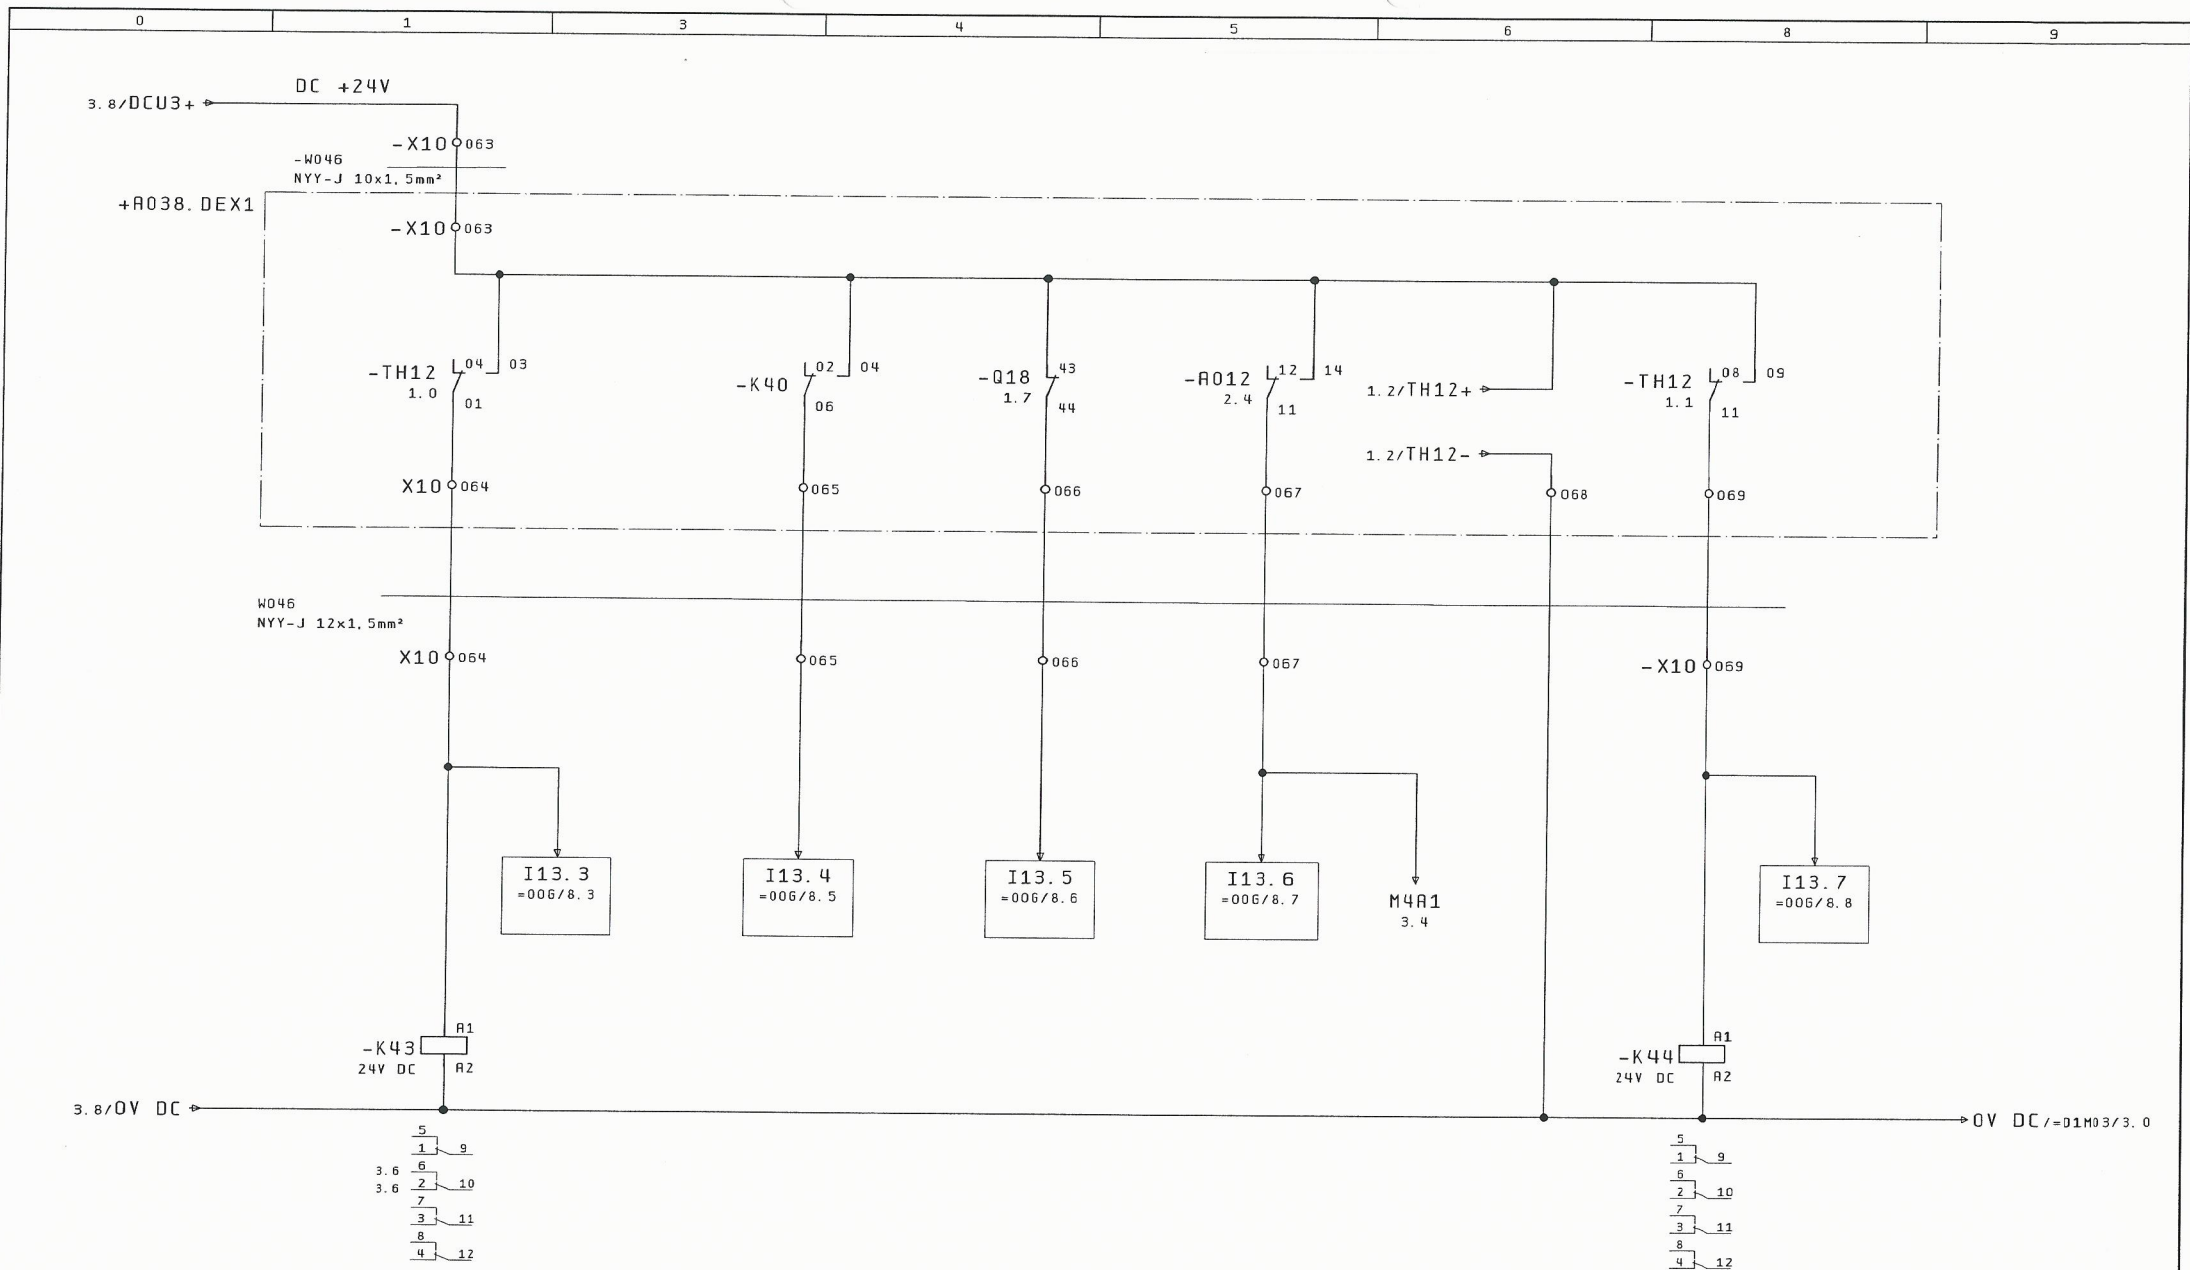 0 1 3 4 5 6 8 9
DC +24V
3.8/DCU3+
-X10 063
-W046
NYY-J 10x1,5mm²
+A038.DEX1
-X10 063
-TH12 04 03
1.0 01
-K40 02 04
06
-Q18 43
1.7 44
-A012 12 14
2.4 11
1.2/TH12+
-TH12 08 09
1.1 11
1.2/TH12-
X10 064
065
066
067
068
069
W046
NYY-J 12x1,5mm²
X10 064
065
066
067
-X10 069
I13.3
=006/8.3
I13.4
=006/8.5
I13.5
=006/8.6
I13.6
=006/8.7
M4A1
3.4
I13.7
=006/8.8
A1
-K43
24V DC A2
A1
-K44
24V DC A2
3.8/0V DC
0V DC/=01M03/3.0
5
1 9
3.6 6
3.6 2 10
7
3 11
8
4 12
5
1 9
6
2 10
7
3 11
8
4 12